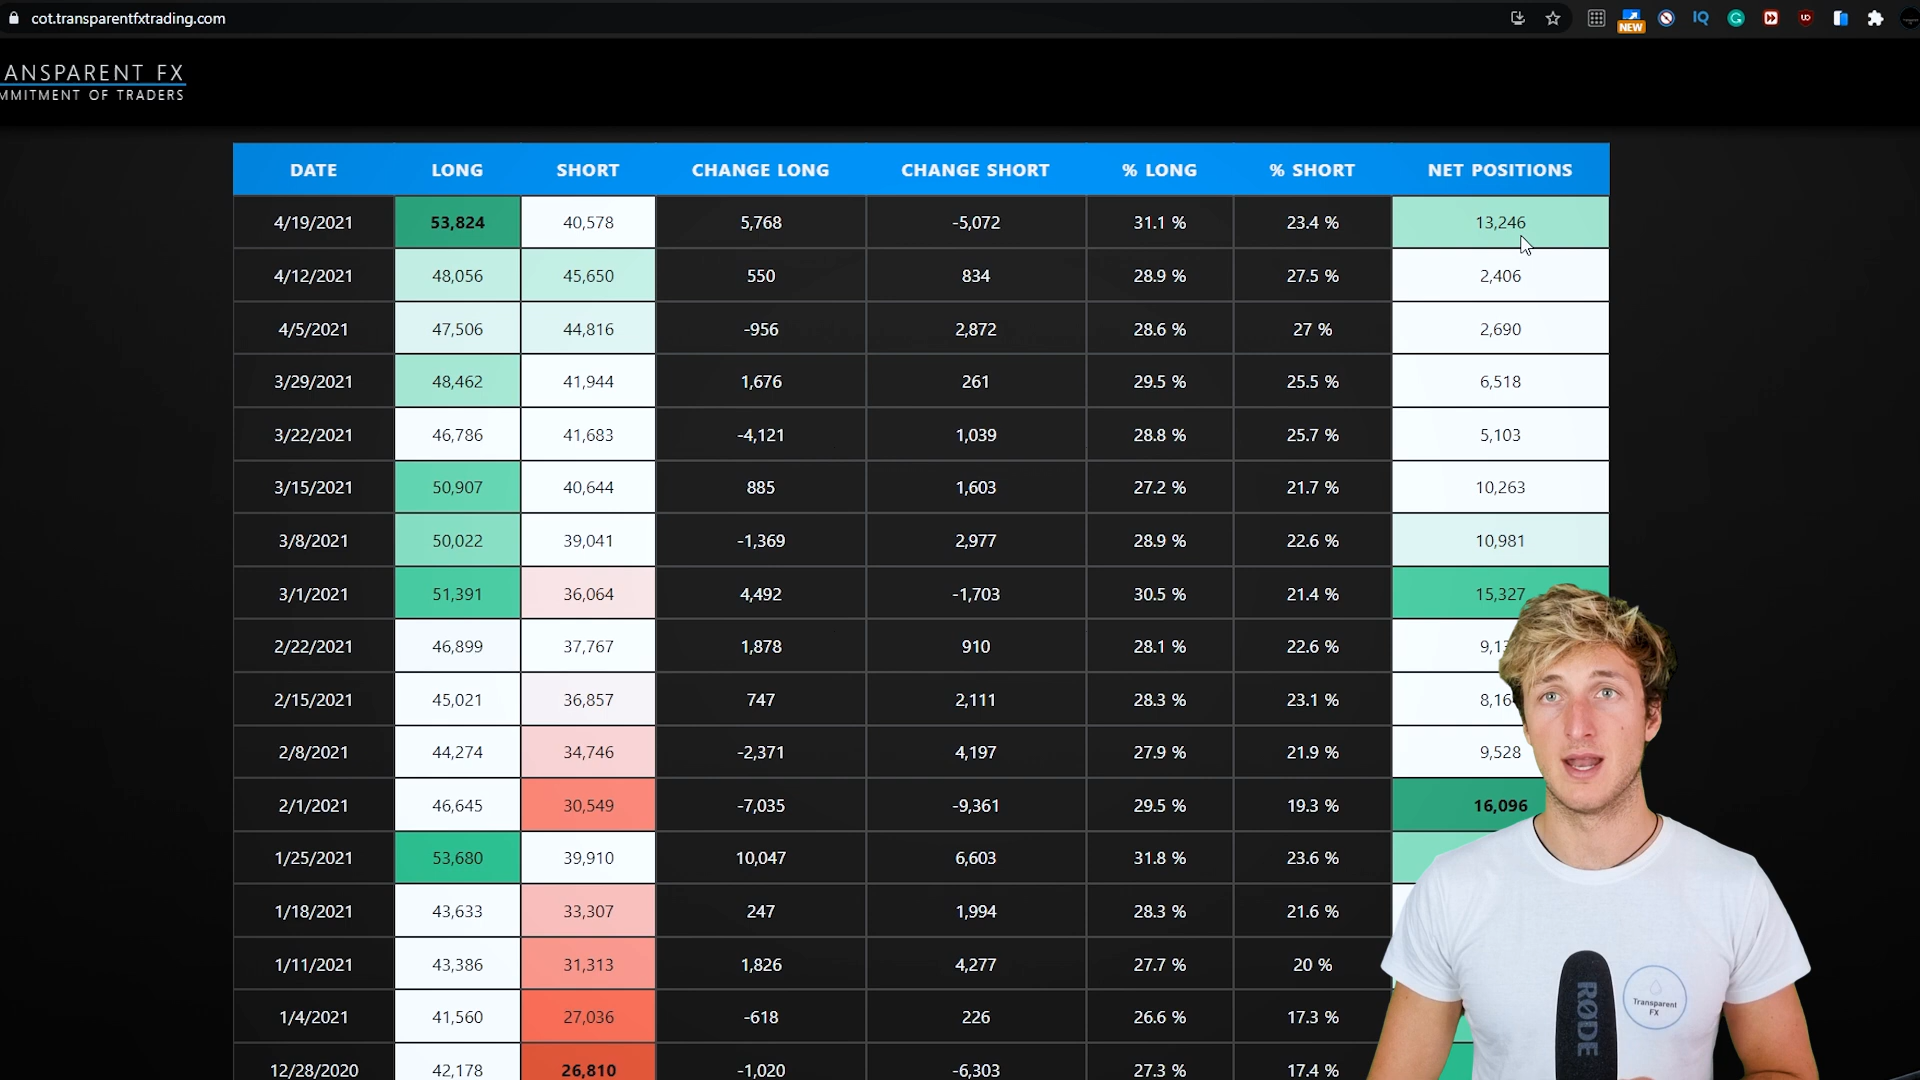 cot.transparentfxtrading.com
NEW
IQ
ANSPARENT FX
MMITMENT OF TRADERS
DATE LONG SHORT CHANGE LONG CHANGE SHORT % LONG % SHORT NET POSITIONS
4/19/2021 53,824 40,578 5,768 -5,072 31.1 % 23.4 % 13,246
4/12/2021 48,056 45,650 550 834 28.9 % 27.5 % 2,406
4/5/2021 47,506 44,816 -956 2,872 28.6 % 27 % 2,690
3/29/2021 48,462 41,944 1,676 261 29.5 % 25.5 % 6,518
3/22/2021 46,786 41,683 -4,121 1,039 28.8 % 25.7 % 5,103
3/15/2021 50,907 40,644 885 1,603 27.2 % 21.7 % 10,263
3/8/2021 50,022 39,041 -1,369 2,977 28.9 % 22.6 % 10,981
3/1/2021 51,391 36,064 4,492 -1,703 30.5 % 21.4 % 15,327
2/22/2021 46,899 37,767 1,878 910 28.1 % 22.6 %
2/15/2021 45,021 36,857 747 2,111 28.3 % 23.1 %
2/8/2021 44,274 34,746 -2,371 4,197 27.9 % 21.9 % 9,528
2/1/2021 46,645 30,549 -7,035 -9,361 29.5 % 19.3 % 16,096
1/25/2021 53,680 39,910 10,047 6,603 31.8 % 23.6 %
1/18/2021 43,633 33,307 247 1,994 28.3 % 21.6 %
1/11/2021 43,386 31,313 1,826 4,277 27.7 % 20 %
1/4/2021 41,560 27,036 -618 226 26.6 % 17.3 %
12/28/2020 42,178 26,810 -1,020 -6,303 27.3 % 17.4 %
RØDE
Transparent
FX